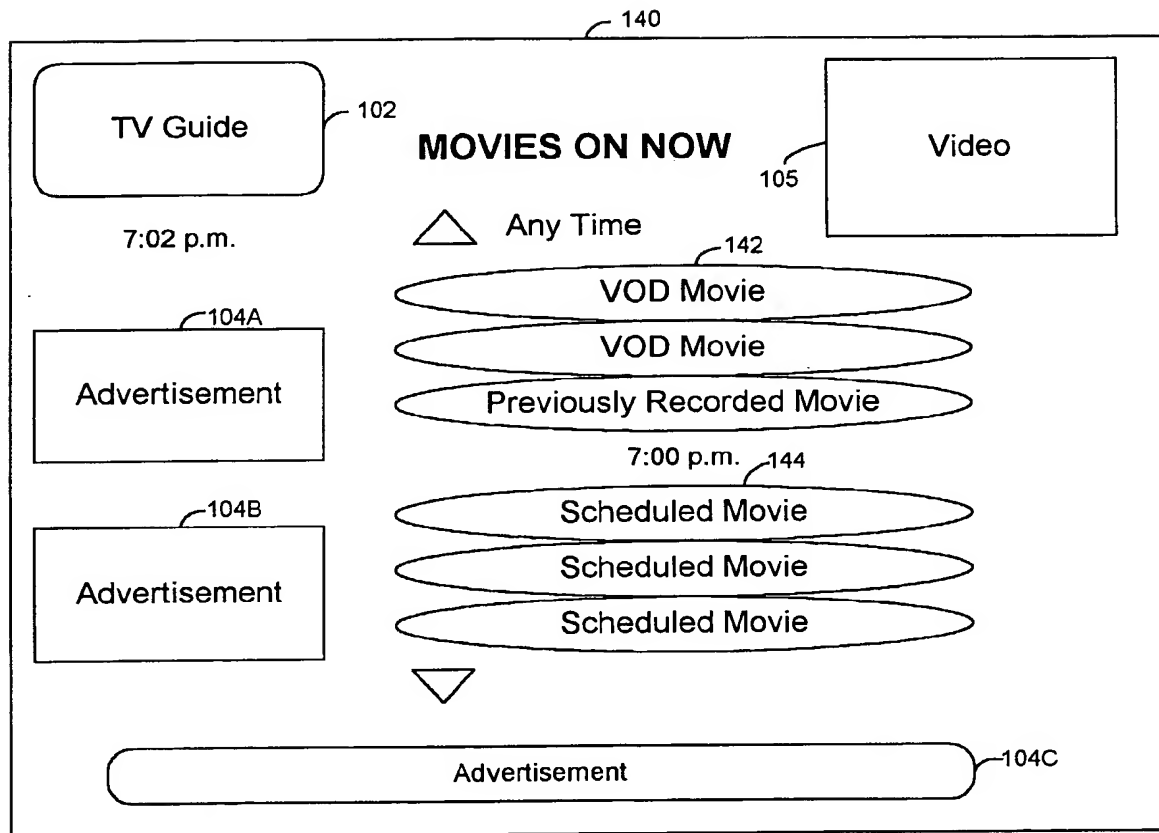 140
TV Guide
102
MOVIES ON NOW
Video
105
7:02 p.m.
Any Time
142
VOD Movie
VOD Movie
Previously Recorded Movie
104A
Advertisement
7:00 p.m.
144
Scheduled Movie
Scheduled Movie
Scheduled Movie
104B
Advertisement
Advertisement
104C